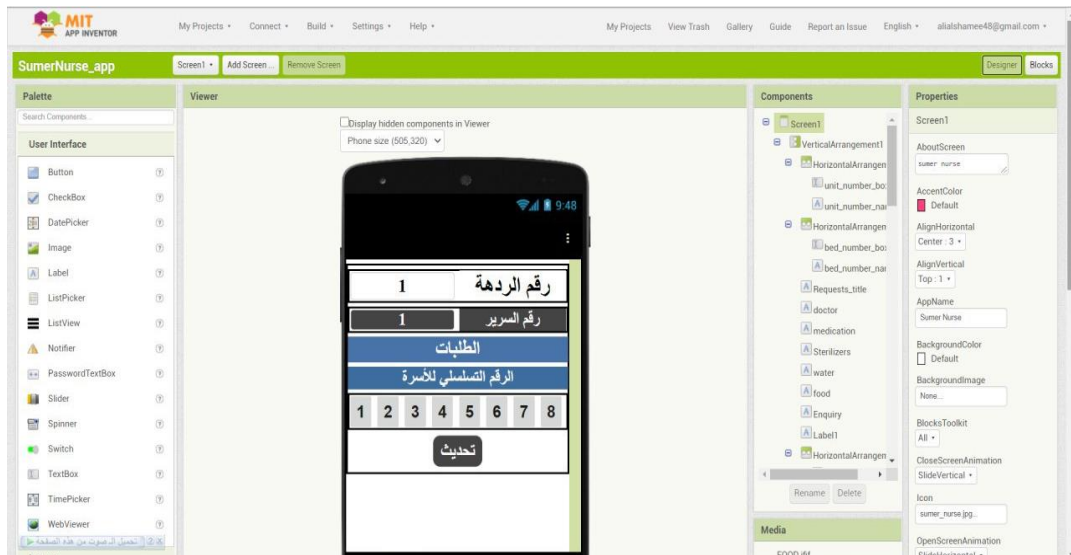 MIT
APP INVENTOR
My Projects
Connect
Build
Settings
Help
My Projects
View Trash
Gallery
Guide
Report an Issue
English
alialshamee48@gmail.com
SumerNurse_app
Screen1
Add Screen ...
Remove Screen
Designer
Blocks
Palette
Search Components...
User Interface
Button
CheckBox
DatePicker
Image
Label
ListPicker
ListView
Notifier
PasswordTextBox
Slider
Spinner
Switch
TextBox
TimePicker
WebViewer
تحميل الصوت من هذه الصفحة
Viewer
Display hidden components in Viewer
Phone size (505,320)
9:48
رقم الردهة 1
رقم السرير 1
الطلبات
الرقم التسلسلي للأسرة
1 2 3 4 5 6 7 8
تحديث
Components
Screen1
VerticalArrangement1
HorizontalArrangen
unit_number_bo
unit_number_na
HorizontalArrangen
bed_number_bo
bed_number_na
Requests_title
doctor
medication
Sterilizers
water
food
Enquiry
Label1
HorizontalArrangen
Rename
Delete
Media
Properties
Screen1
AboutScreen
sumer nurse
AccentColor
Default
AlignHorizontal
Center : 3
AlignVertical
Top : 1
AppName
Sumer Nurse
BackgroundColor
Default
BackgroundImage
None...
BlocksToolkit
All
CloseScreenAnimation
SlideVertical
Icon
sumer_nurse.jpg...
OpenScreenAnimation